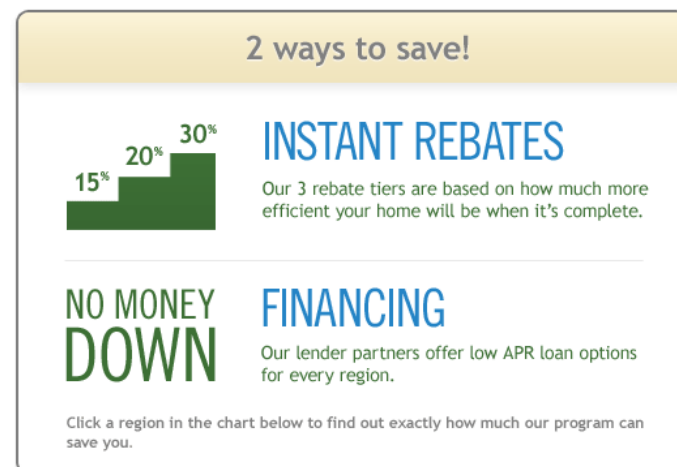 2 ways to save!
15%
20%
30%
INSTANT REBATES
Our 3 rebate tiers are based on how much more
efficient your home will be when it's complete.
NO MONEY
DOWN
FINANCING
Our lender partners offer low APR loan options
for every region.
Click a region in the chart below to find out exactly how much our program can
save you.